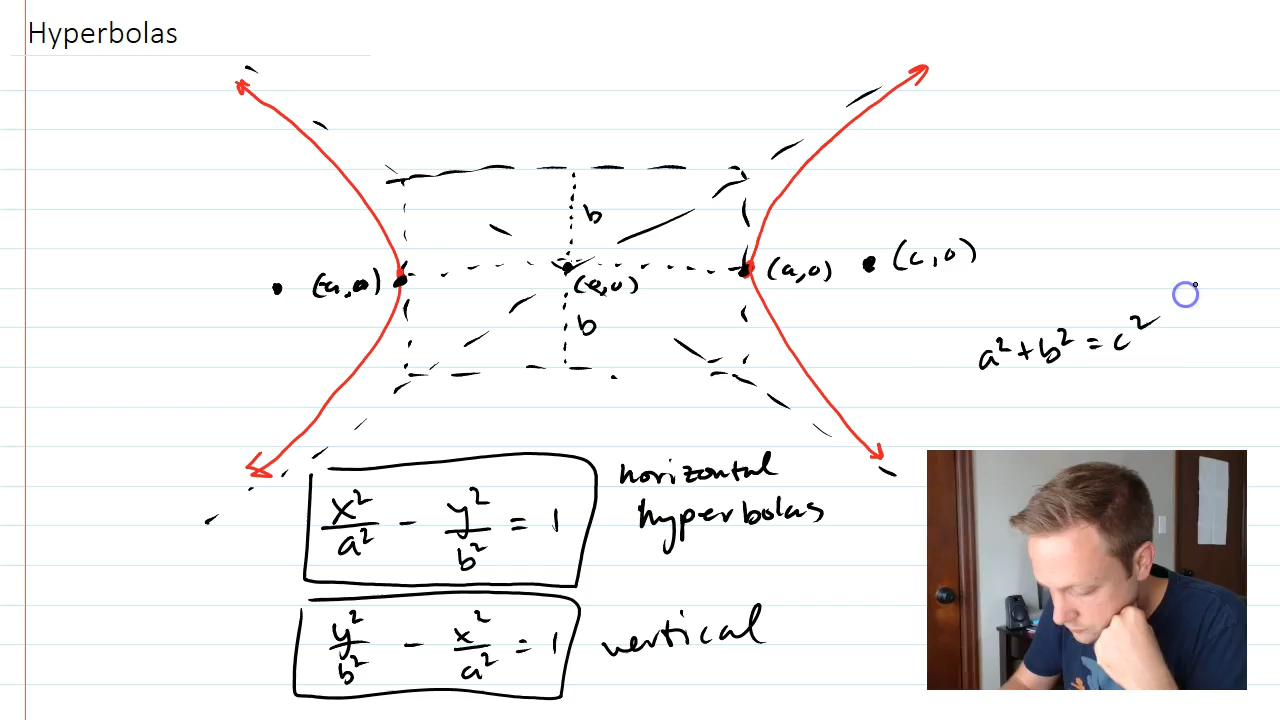 Hyperbolas
b
(-a,0) (0,0) (a,0) (c,0)
b
a²+b²=c²
x²/a² - y²/b² = 1
horizontal
hyperbolas
y²/b² - x²/a² = 1
vertical